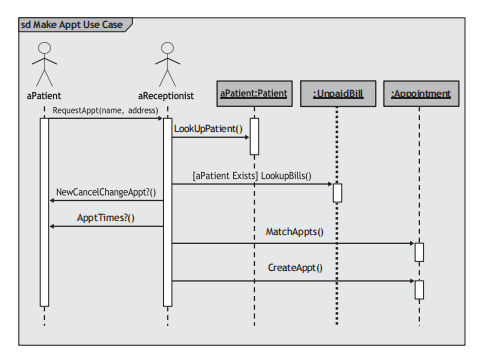 sd Make Appt Use Case
aPatient
aReceptionist
aPatient:Patient
:UnpaidBill
:Appointment
RequestAppt(name, address)
LookUpPatient()
[aPatient Exists] LookupBills()
NewCancelChangeAppt?()
ApptTimes?()
MatchAppts()
CreateAppt()